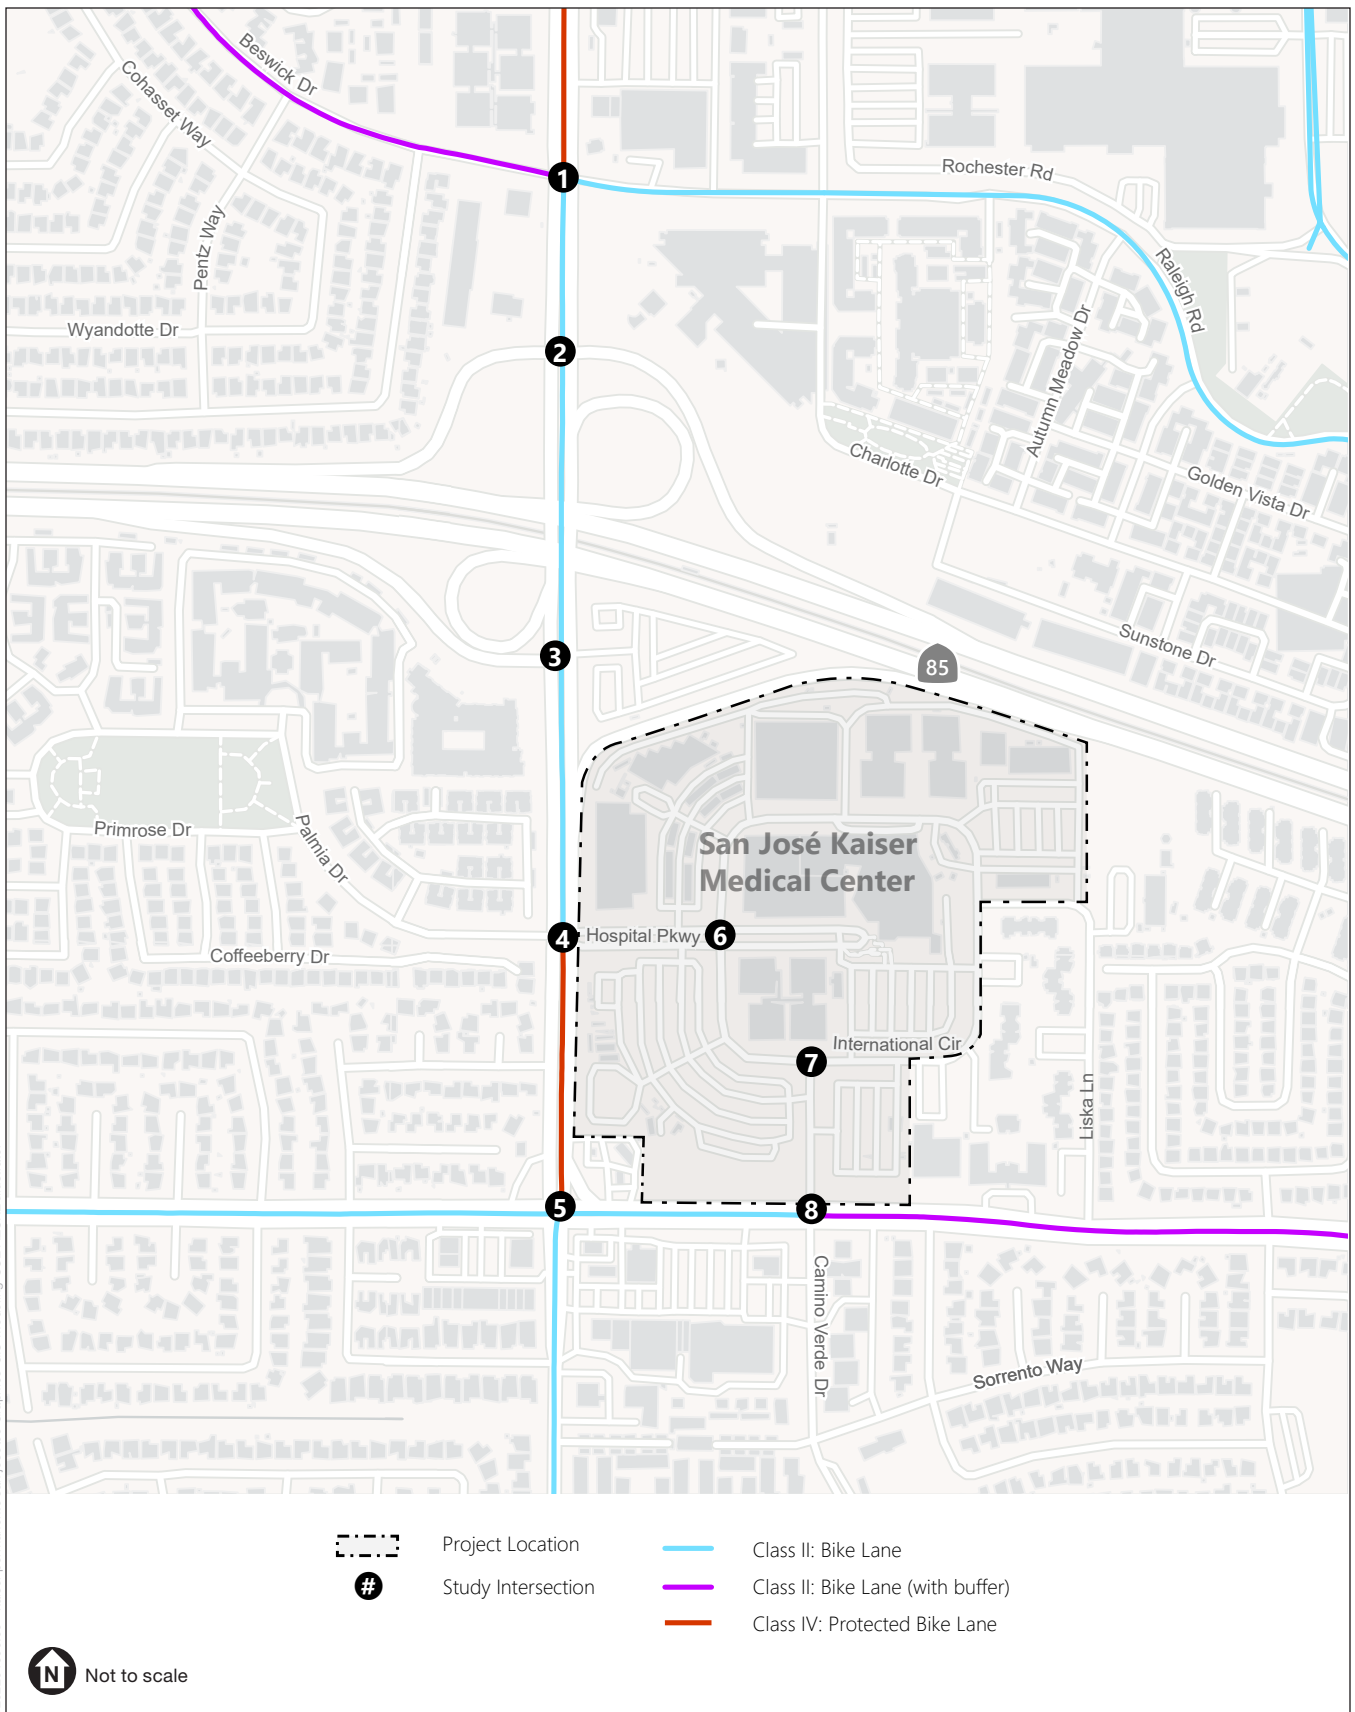 Beswick Dr
Cohasset Way
Pentz Way
Wyandotte Dr
1
Rochester Rd
Raleigh Rd
2
Autumn Meadow Dr
Charlotte Dr
Golden Vista Dr
Sunstone Dr
3
85
Primrose Dr
Palmia Dr
San José Kaiser
Medical Center
4
Hospital Pkwy
6
Coffeeberry Dr
International Cir
7
Liska Ln
5
8
Camino Verde Dr
Sorrento Way
Project Location
# Study Intersection
Class II: Bike Lane
Class II: Bike Lane (with buffer)
Class IV: Protected Bike Lane
N
Not to scale